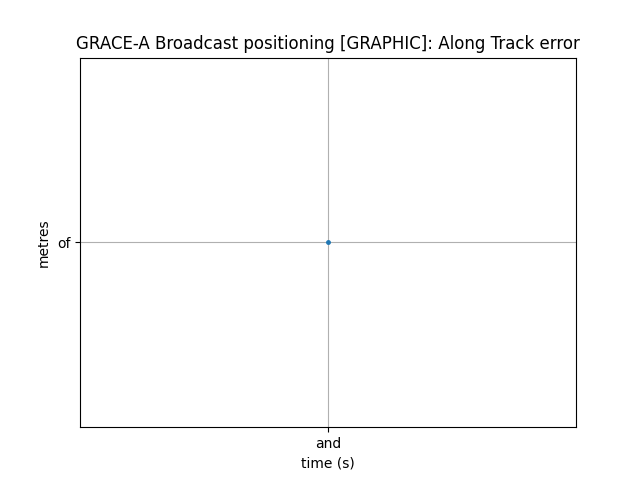 GRACE-A Broadcast positioning [GRAPHIC]: Along Track error
metres
of
and
time (s)